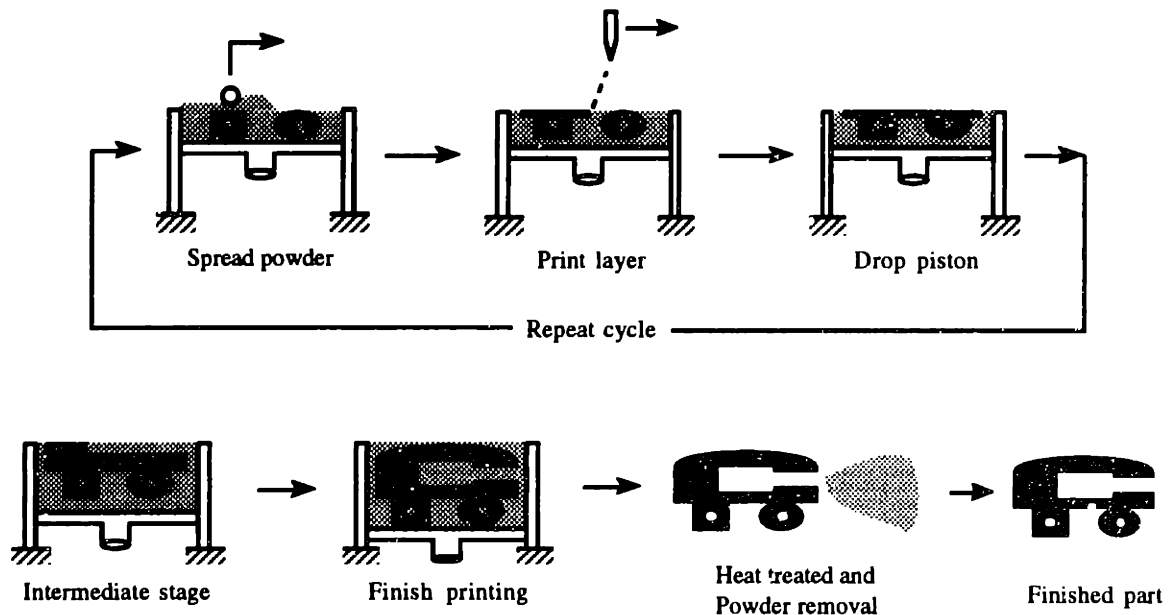 Spread powder
Print layer
Drop piston
Repeat cycle
Intermediate stage
Finish printing
Heat treated and
Powder removal
Finished part